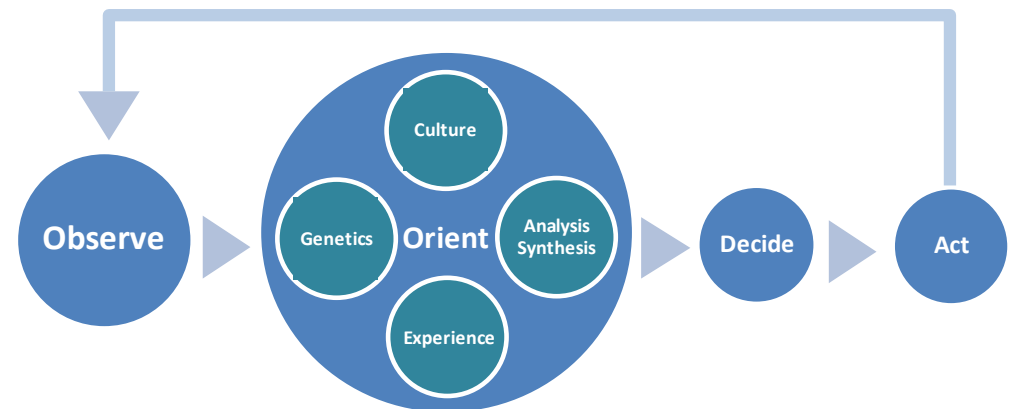 Observe
Culture
Genetics
Orient
Analysis
Synthesis
Experience
Decide
Act